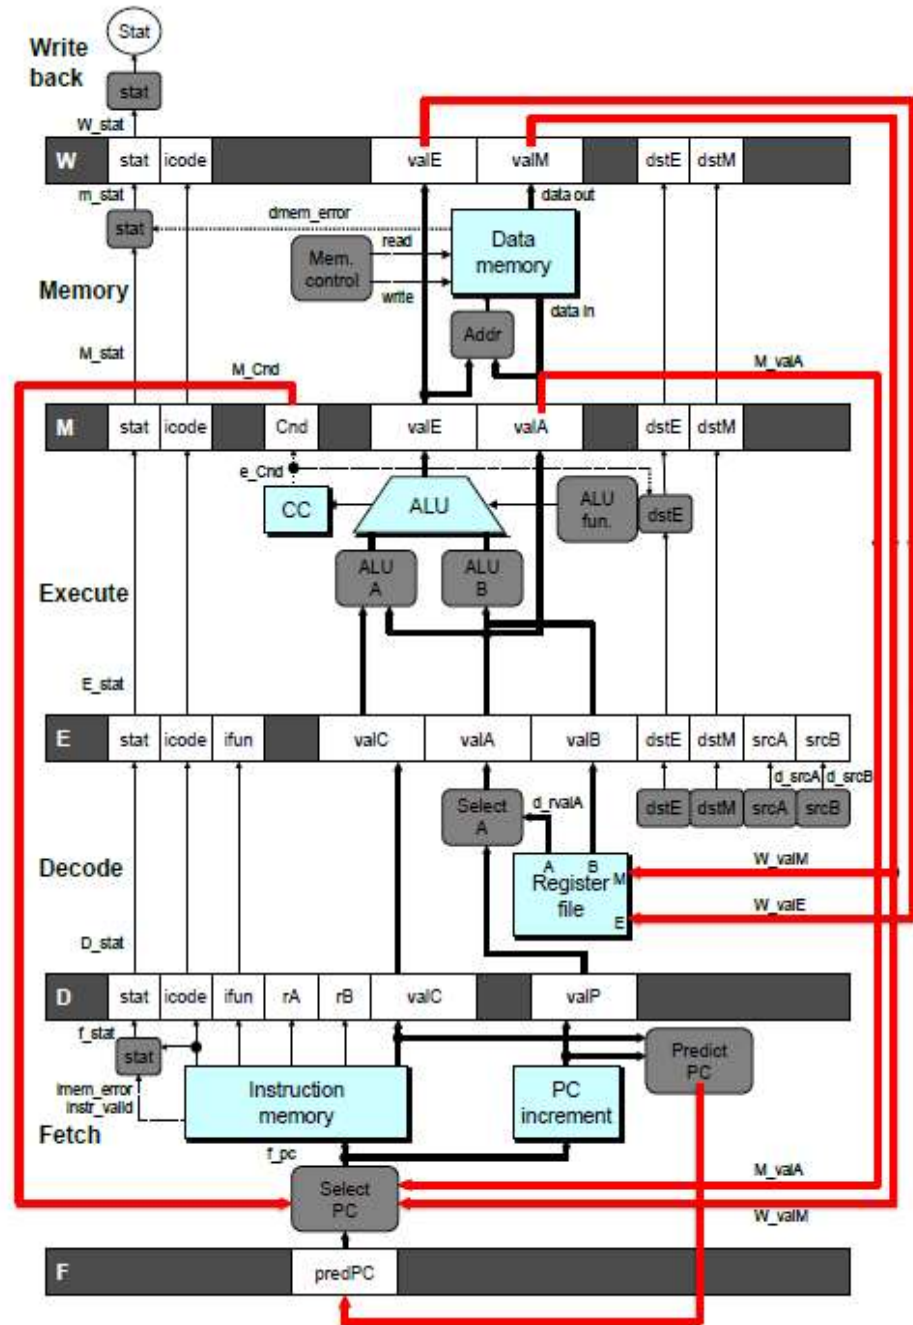 Stat
Write
back
stat
W_stat
W
stat
icode
valE
valM
dstE
dstM
m_stat
data out
dmem_error
stat
read
Data
memory
Mem.
control
write
Memory
data in
Addr
M_stat
M_Cnd
M_valA
M
stat
icode
Cnd
valE
valA
dstE
dstM
e_Cnd
CC
ALU
ALU
fun.
dstE
ALU
A
ALU
B
Execute
E_stat
E
stat
icode
ifun
valC
valA
valB
dstE
dstM
srcA
srcB
d_srcA
d_srcB
Select
A
d_rvalA
dstE
dstM
srcA
srcB
Decode
A
B
M
Register
file
E
W_valM
W_valE
D_stat
D
stat
icode
ifun
rA
rB
valC
valP
f_stat
stat
Predict
PC
imem_error
instr_valid
Instruction
memory
PC
increment
Fetch
f_pc
M_valA
Select
PC
W_valM
F
predPC